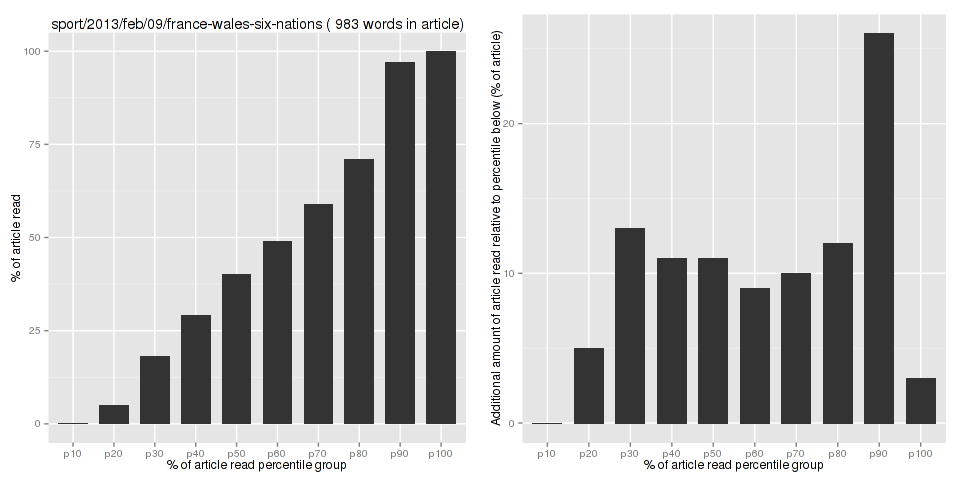 sport/2013/feb/09/france-wales-six-nations ( 983 words in article)
% of article read
100
75
50
25
0
p10 p20 p30 p40 p50 p60 p70 p80 p90 p100
% of article read percentile group
Additional amount of article read relative to percentile below (% of article)
20
10
0
p10 p20 p30 p40 p50 p60 p70 p80 p90 p100
% of article read percentile group